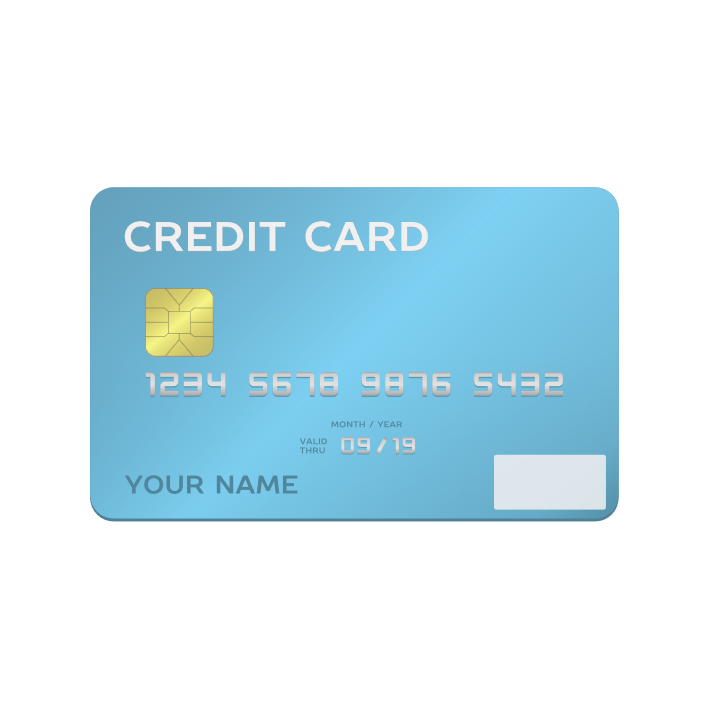 CREDIT CARD
1234 5678 9876 5432
MONTH / YEAR
VALID
THRU 09/19
YOUR NAME